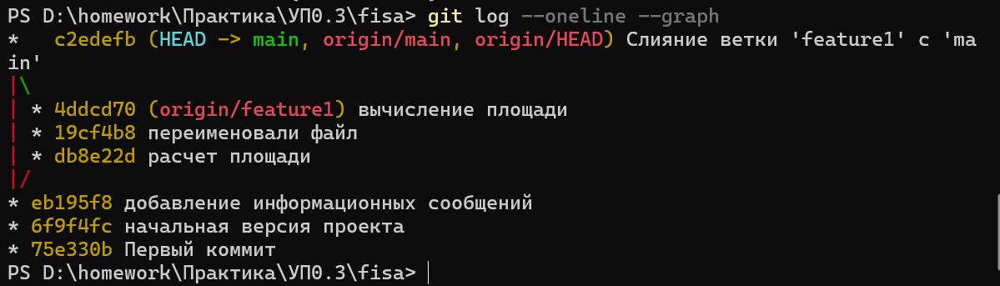 PS D:\homework\Практика\УП0.3\fisa> git log --oneline --graph
*   c2edefb (HEAD -> main, origin/main, origin/HEAD) Слияние ветки 'feature1' с 'ma
in'
|\
| * 4ddcd70 (origin/feature1) вычисление площади
| * 19cf4b8 переименовали файл
| * db8e22d расчет площади
|/
* eb195f8 добавление информационных сообщений
* 6f9f4fc начальная версия проекта
* 75e330b Первый коммит
PS D:\homework\Практика\УП0.3\fisa>